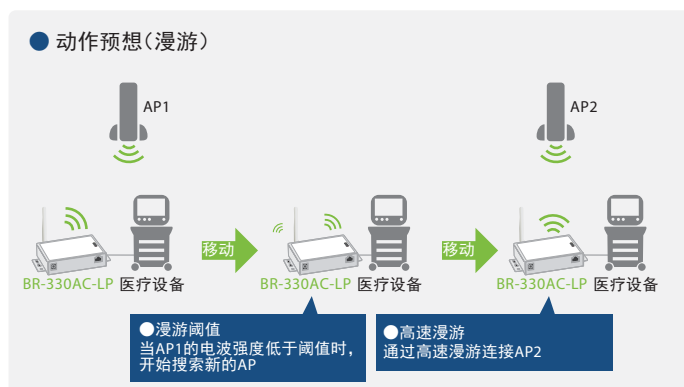 ● 动作预想(漫游)
AP1
AP2
移动
移动
BR-330AC-LP 医疗设备
BR-330AC-LP 医疗设备
BR-330AC-LP 医疗设备
●漫游阈值
当AP1的电波强度低于阈值时，
开始搜索新的AP
●高速漫游
通过高速漫游连接AP2